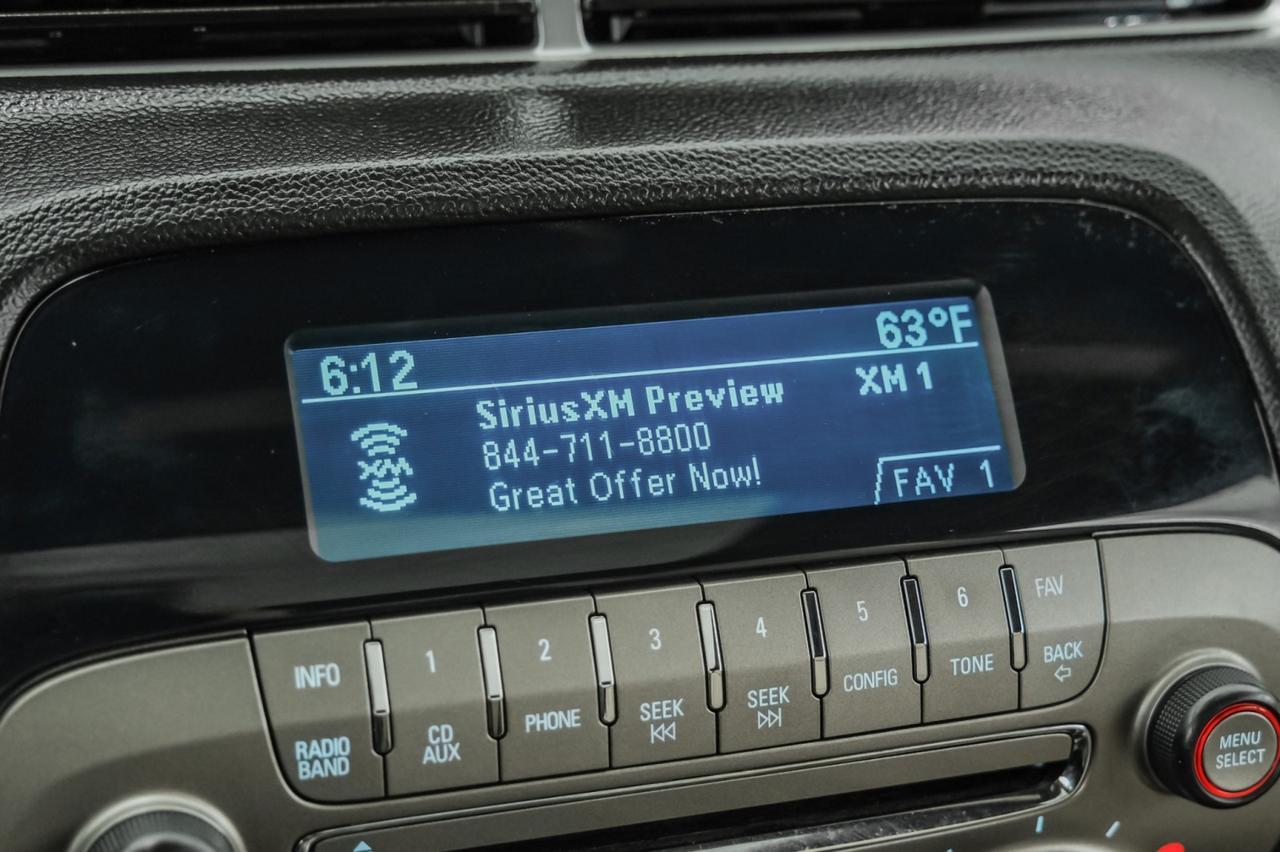 6:12 63°F
SiriusXM Preview XM 1
844-711-8800
XM
Great Offer Now! FAV 1
INFO 1 2 3 4 5 6 FAV
RADIO BAND CD AUX PHONE SEEK SEEK CONFIG TONE BACK
MENU
SELECT